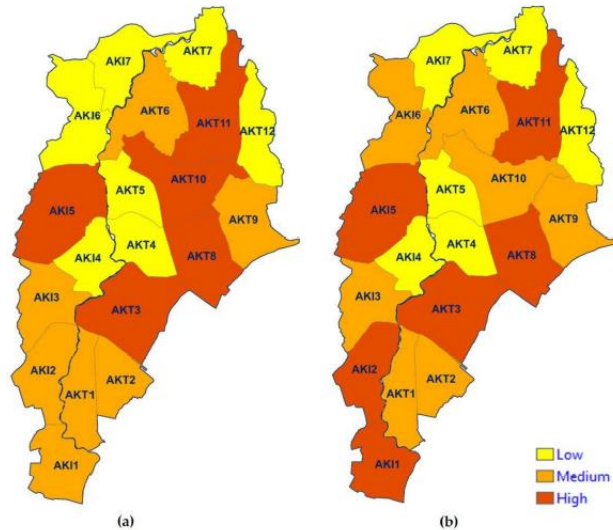 AKI7
AKT7
AKT6
AKI6
AKT11
AKT12
AKT10
AKT5
AKI5
AKT9
AKT4
AKI4
AKT8
AKI3
AKT3
AKI2
AKT2
AKT1
AKI1
(a)
AKT7
AKI7
AKT6
AKI6
AKT11
AKT12
AKT10
AKT5
AKI5
AKT9
AKT4
AKI4
AKT8
AKI3
AKT3
AKI2
AKT2
AKT1
AKI1
(b)
Low
Medium
High